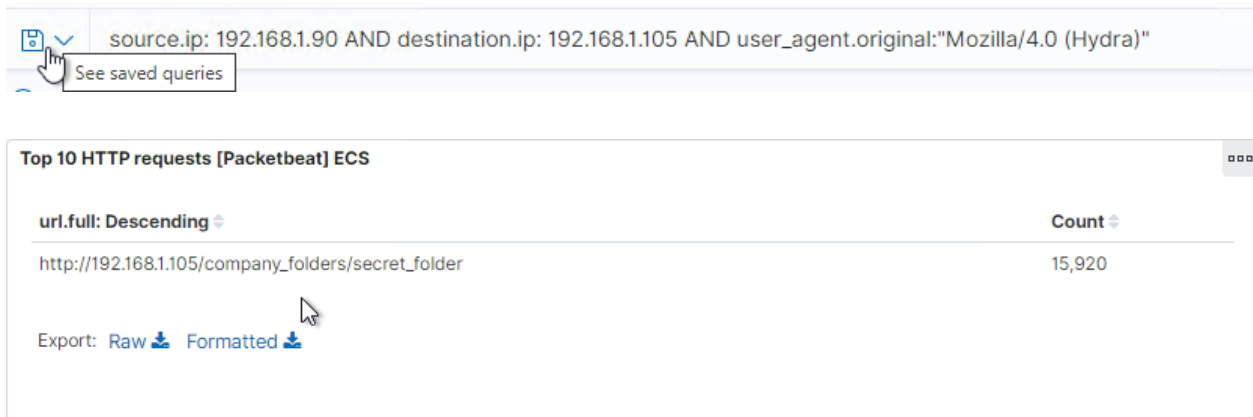 source.ip: 192.168.1.90 AND destination.ip: 192.168.1.105 AND user_agent.original:"Mozilla/4.0 (Hydra)"
See saved queries
Top 10 HTTP requests [Packetbeat] ECS
url.full: Descending Count
http://192.168.1.105/company_folders/secret_folder 15,920
Export: Raw Formatted